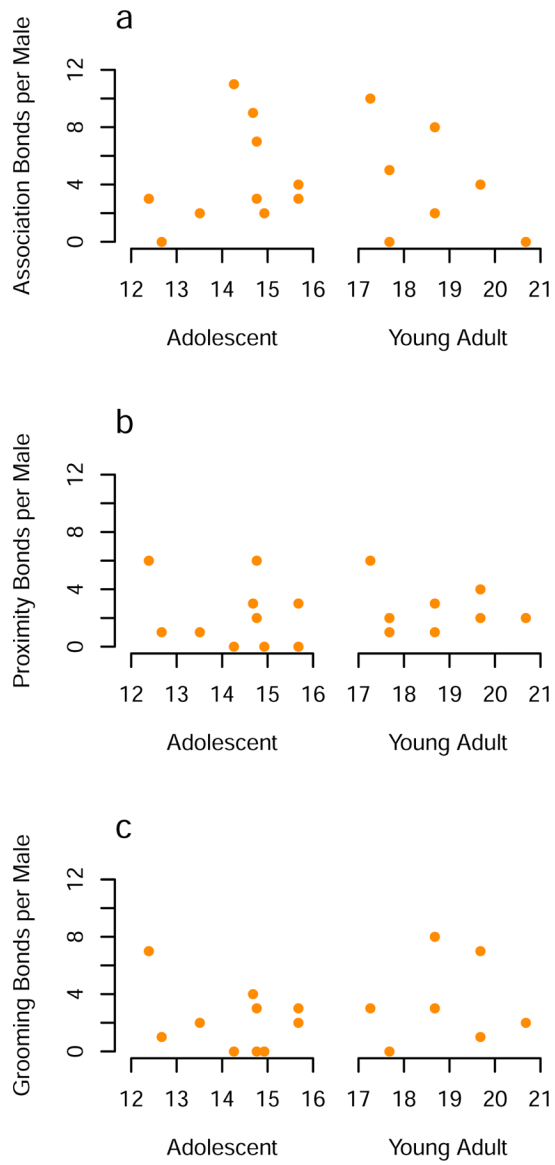 a
Association Bonds per Male
12
8
4
0
12 13 14 15 16 17 18 19 20 21
Adolescent Young Adult
b
Proximity Bonds per Male
12
8
4
0
12 13 14 15 16 17 18 19 20 21
Adolescent Young Adult
c
Grooming Bonds per Male
12
8
4
0
12 13 14 15 16 17 18 19 20 21
Adolescent Young Adult